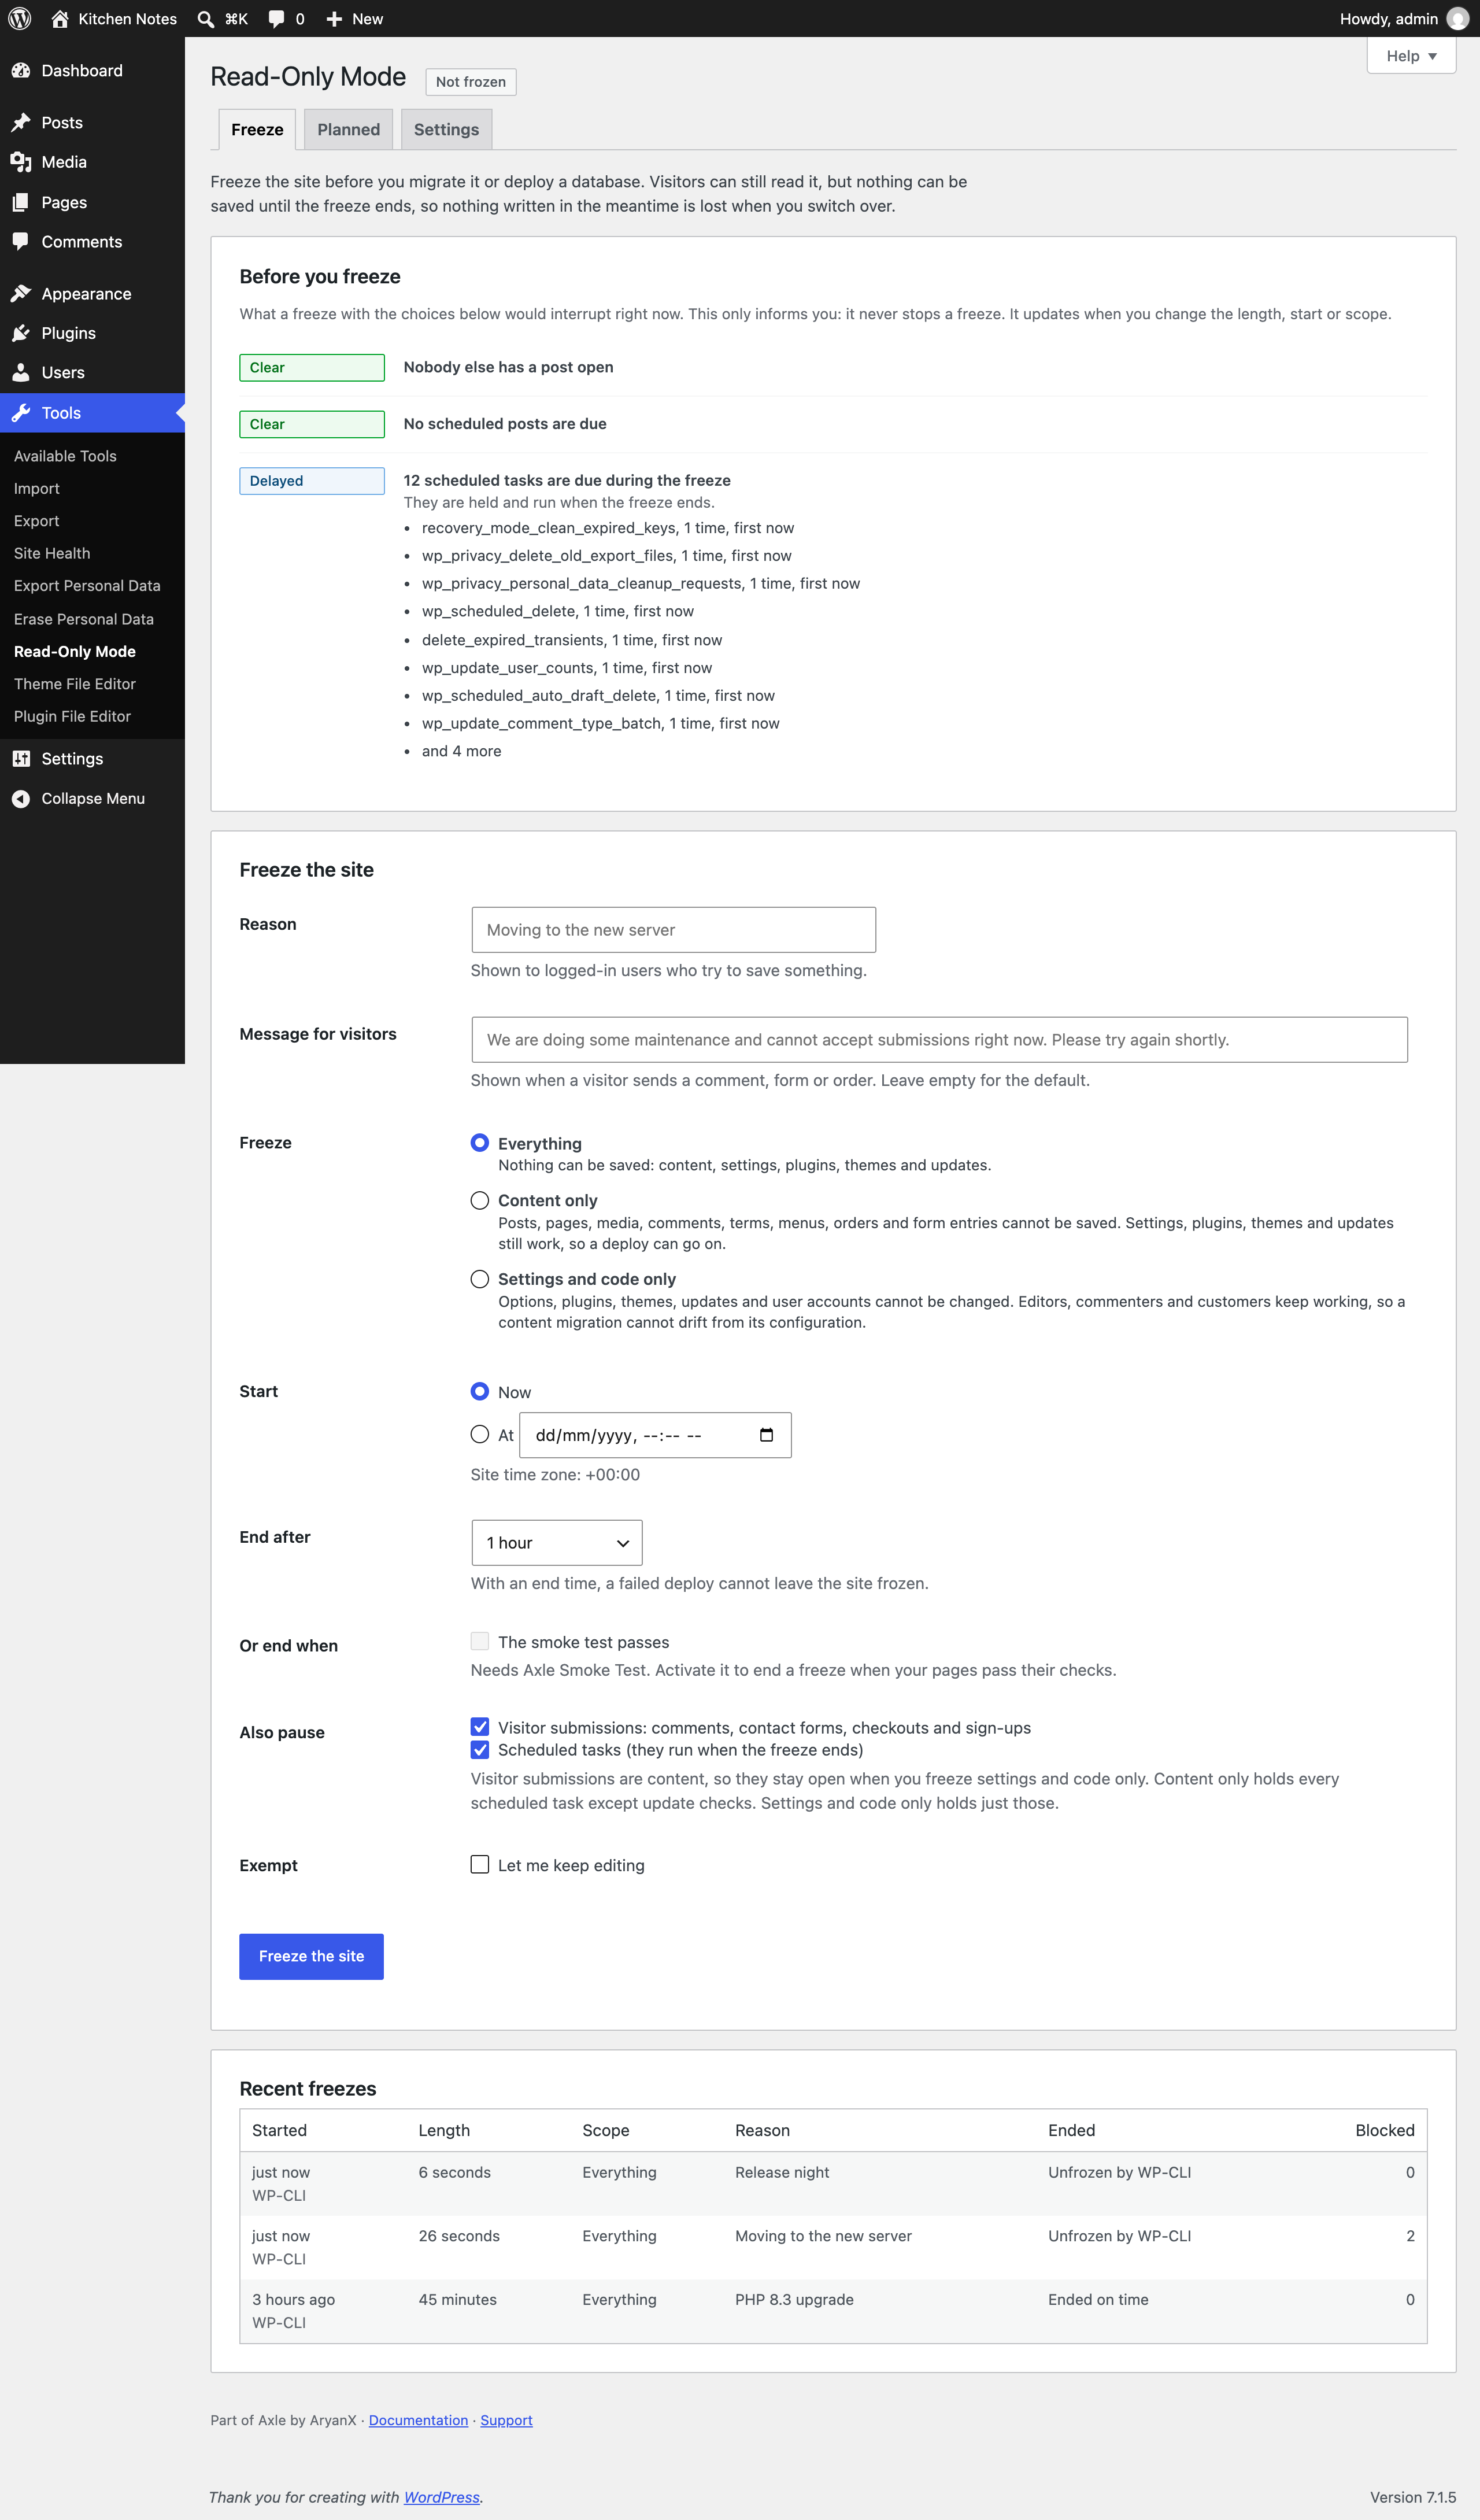 Kitchen Notes
⌘K
0
New
Howdy, admin
Help ▼
Dashboard
Posts
Media
Pages
Comments
Appearance
Plugins
Users
Tools
Available Tools
Import
Export
Site Health
Export Personal Data
Erase Personal Data
Read-Only Mode
Theme File Editor
Plugin File Editor
Settings
Collapse Menu
Read-Only Mode
Not frozen
Freeze
Planned
Settings
Freeze the site before you migrate it or deploy a database. Visitors can still read it, but nothing can be
saved until the freeze ends, so nothing written in the meantime is lost when you switch over.
Before you freeze
What a freeze with the choices below would interrupt right now. This only informs you: it never stops a freeze. It updates when you change the length, start or scope.
Clear
Nobody else has a post open
Clear
No scheduled posts are due
Delayed
12 scheduled tasks are due during the freeze
They are held and run when the freeze ends.
• recovery_mode_clean_expired_keys, 1 time, first now
• wp_privacy_delete_old_export_files, 1 time, first now
• wp_privacy_personal_data_cleanup_requests, 1 time, first now
• wp_scheduled_delete, 1 time, first now
• delete_expired_transients, 1 time, first now
• wp_update_user_counts, 1 time, first now
• wp_scheduled_auto_draft_delete, 1 time, first now
• wp_update_comment_type_batch, 1 time, first now
• and 4 more
Freeze the site
Reason
Moving to the new server
Shown to logged-in users who try to save something.
Message for visitors
We are doing some maintenance and cannot accept submissions right now. Please try again shortly.
Shown when a visitor sends a comment, form or order. Leave empty for the default.
Freeze
Everything
Nothing can be saved: content, settings, plugins, themes and updates.
Content only
Posts, pages, media, comments, terms, menus, orders and form entries cannot be saved. Settings, plugins, themes and updates
still work, so a deploy can go on.
Settings and code only
Options, plugins, themes, updates and user accounts cannot be changed. Editors, commenters and customers keep working, so a
content migration cannot drift from its configuration.
Start
Now
At
dd/mm/yyyy, --:-- --
Site time zone: +00:00
End after
1 hour
With an end time, a failed deploy cannot leave the site frozen.
Or end when
The smoke test passes
Needs Axle Smoke Test. Activate it to end a freeze when your pages pass their checks.
Also pause
Visitor submissions: comments, contact forms, checkouts and sign-ups
Scheduled tasks (they run when the freeze ends)
Visitor submissions are content, so they stay open when you freeze settings and code only. Content only holds every
scheduled task except update checks. Settings and code only holds just those.
Exempt
Let me keep editing
Freeze the site
Recent freezes
Started Length Scope Reason Ended Blocked
just now 6 seconds Everything Release night Unfrozen by WP-CLI 0
WP-CLI
just now 26 seconds Everything Moving to the new server Unfrozen by WP-CLI 2
WP-CLI
3 hours ago 45 minutes Everything PHP 8.3 upgrade Ended on time 0
WP-CLI
Part of Axle by AryanX · Documentation · Support
Thank you for creating with WordPress.
Version 7.1.5